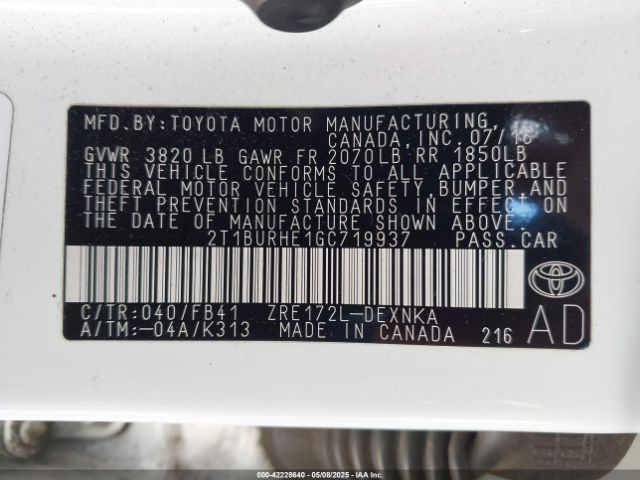 MFD. BY: TOYOTA MOTOR MANUFACTURING,
CANADA, INC. 07/16
GVWR 3820 LB GAWR FR 2070LB RR 1850LB
THIS VEHICLE CONFORMS TO ALL APPLICABLE
FEDERAL MOTOR VEHICLE SAFETY, BUMPER AND
THEFT PREVENTION STANDARDS IN EFFECT ON
THE DATE OF MANUFACTURE SHOWN ABOVE.
2T1BURHE1GC719937 PASS.CAR
C/TR: 040/FB41 ZRE172L-DEXNKA
A/TM:-04A/K313 MADE IN CANADA 216 AD
000-42228640 05/08/2025 - IAAI